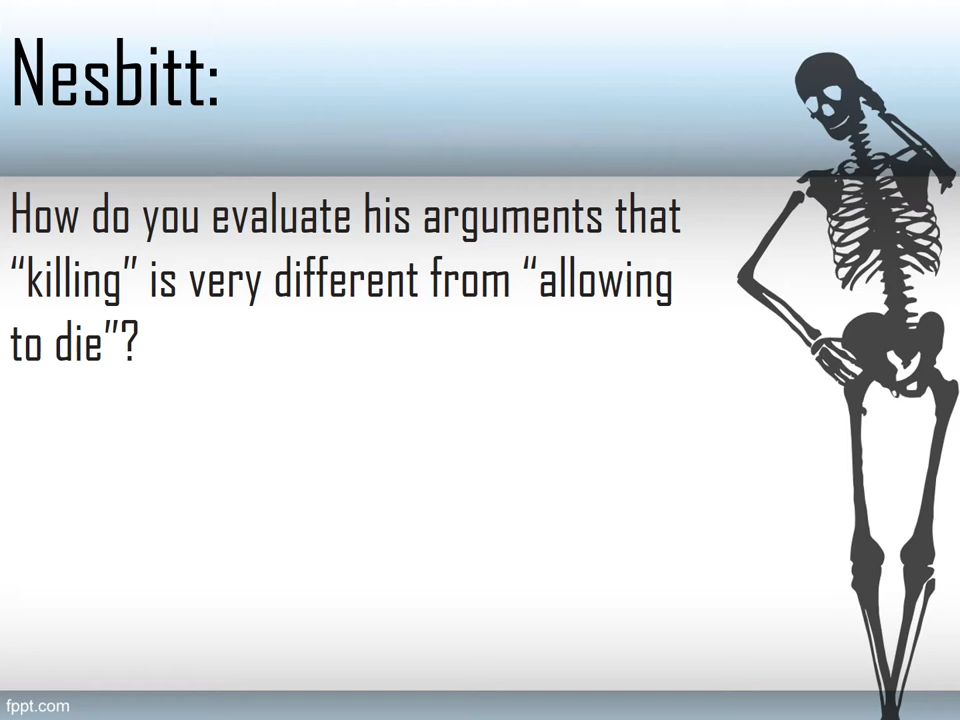 Nesbitt:
How do you evaluate his arguments that
“killing” is very different from “allowing
to die”?
fppt.com